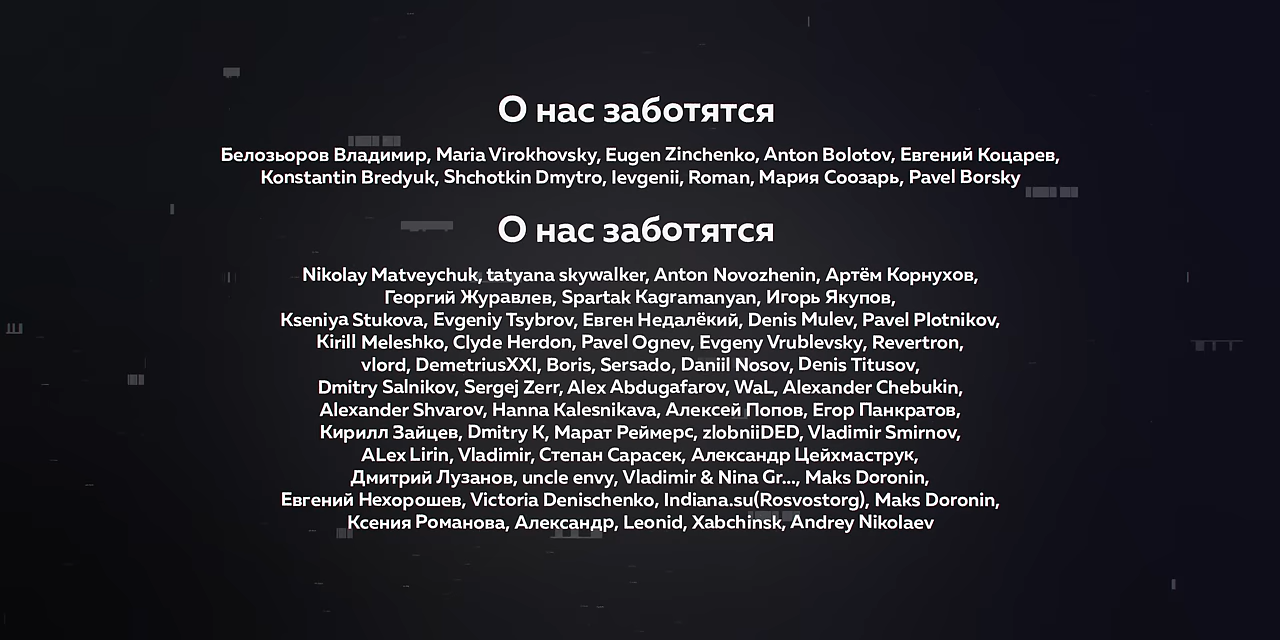 О нас заботятся
Белозьоров Владимир, Maria Virokhovsky, Eugen Zinchenko, Anton Bolotov, Евгений Коцарев,
Konstantin Bredyuk, Shchotkin Dmytro, Ievgenii, Roman, Мария Соозарь, Pavel Borsky
О нас заботятся
Nikolay Matveychuk, tatyana skywalker, Anton Novozhenin, Артём Корнухов,
Георгий Журавлев, Spartak Kagramanyan, Игорь Якупов,
Kseniya Stukova, Evgeniy Tsybrov, Евген Недалёкий, Denis Mulev, Pavel Plotnikov,
Kirill Meleshko, Clyde Herdon, Pavel Ognev, Evgeny Vrublevsky, Revertron,
vlord, DemetriusXXI, Boris, Sersado, Daniil Nosov, Denis Titusov,
Dmitry Salnikov, Sergej Zerr, Alex Abdugafarov, WaL, Alexander Chebukin,
Alexander Shvarov, Hanna Kalesnikava, Алексей Попов, Егор Панкратов,
Кирилл Зайцев, Dmitry K, Марат Реймерс, zlobniiDED, Vladimir Smirnov,
ALex Lirin, Vladimir, Степан Сарасек, Александр Цейхмаструк,
Дмитрий Лузанов, uncle envy, Vladimir & Nina Gr..., Maks Doronin,
Евгений Нехорошев, Victoria Denischenko, Indiana.su(Rosvostorg), Maks Doronin,
Ксения Романова, Александр, Leonid, Xabchinsk, Andrey Nikolaev